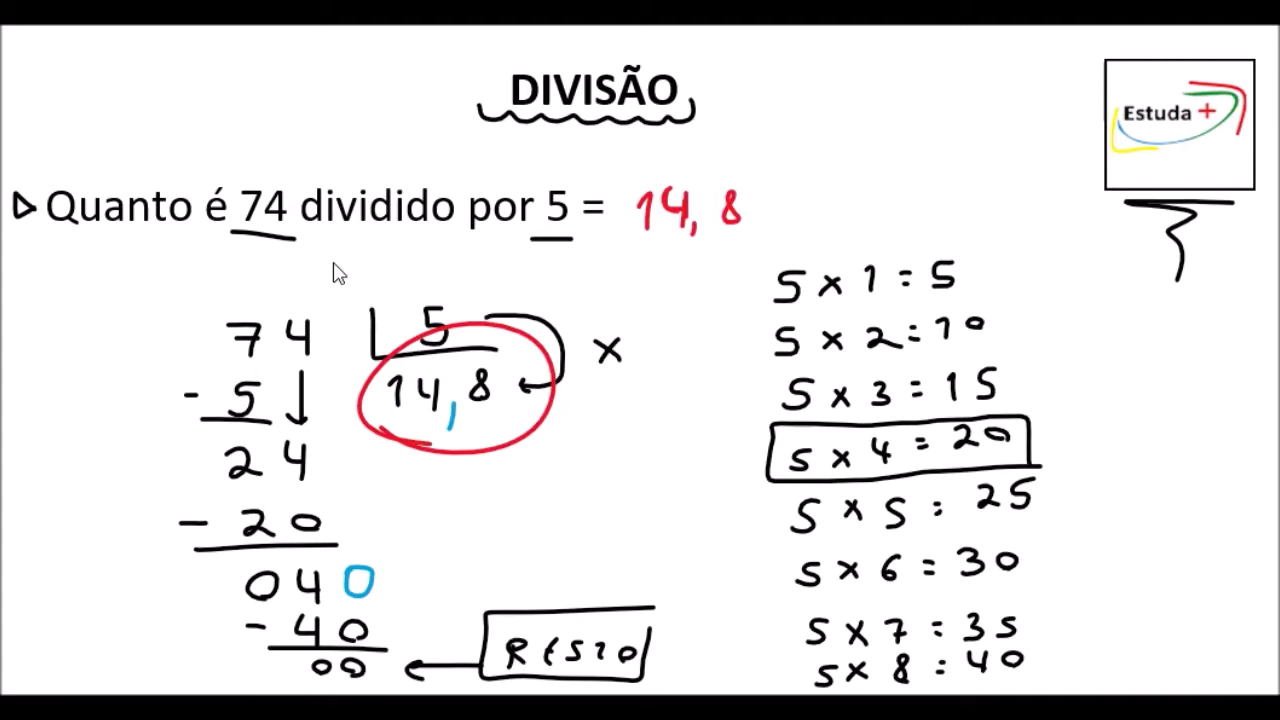 DIVISÃO
Estuda +
Quanto é 74 dividido por 5 = 14,8
74 5
- 5 14,8 x
24
- 20
040
- 40
00 RESTO
5 x 1 = 5
5 x 2 = 10
5 x 3 = 15
5 x 4 = 20
5 x 5 = 25
5 x 6 = 30
5 x 7 = 35
5 x 8 = 40